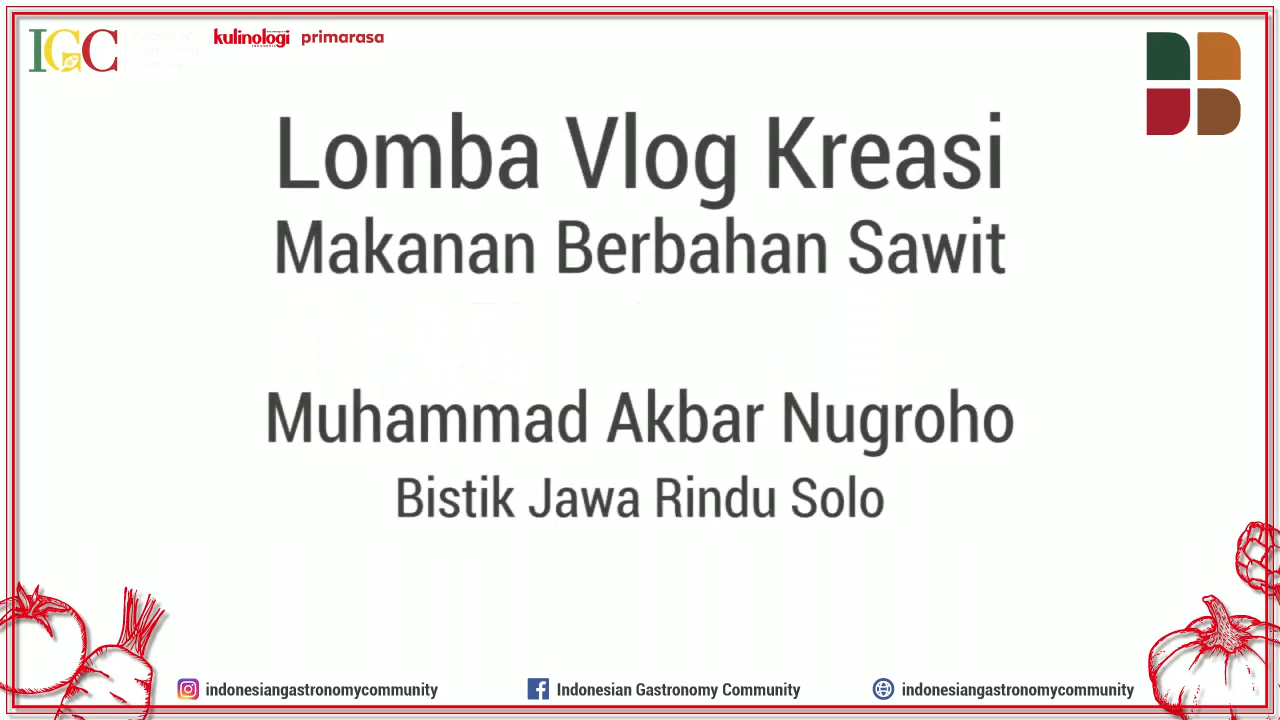 IGC
kulinologi
INDONESIA
primarasa
Lomba Vlog Kreasi
Makanan Berbahan Sawit
Muhammad Akbar Nugroho
Bistik Jawa Rindu Solo
indonesiangastronomycommunity
Indonesian Gastronomy Community
indonesiangastronomycommunity